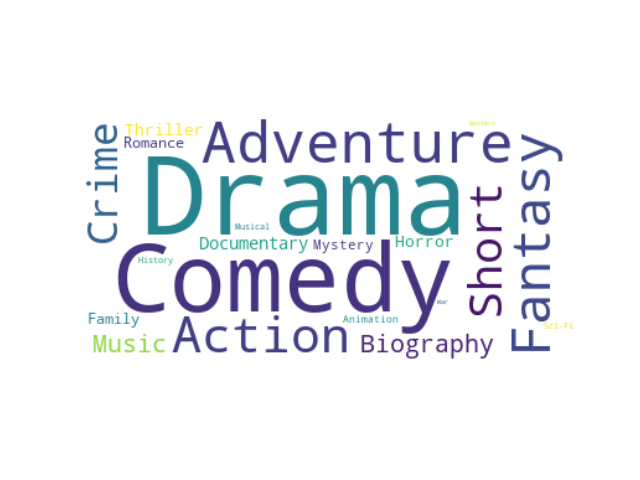 Western
Thriller
Adventure
Crime
Romance
Drama
Fantasy
Short
Musical
Documentary
Mystery
Horror
Comedy
History
War
Family
Action
Animation
Sci-Fi
Music
Biography